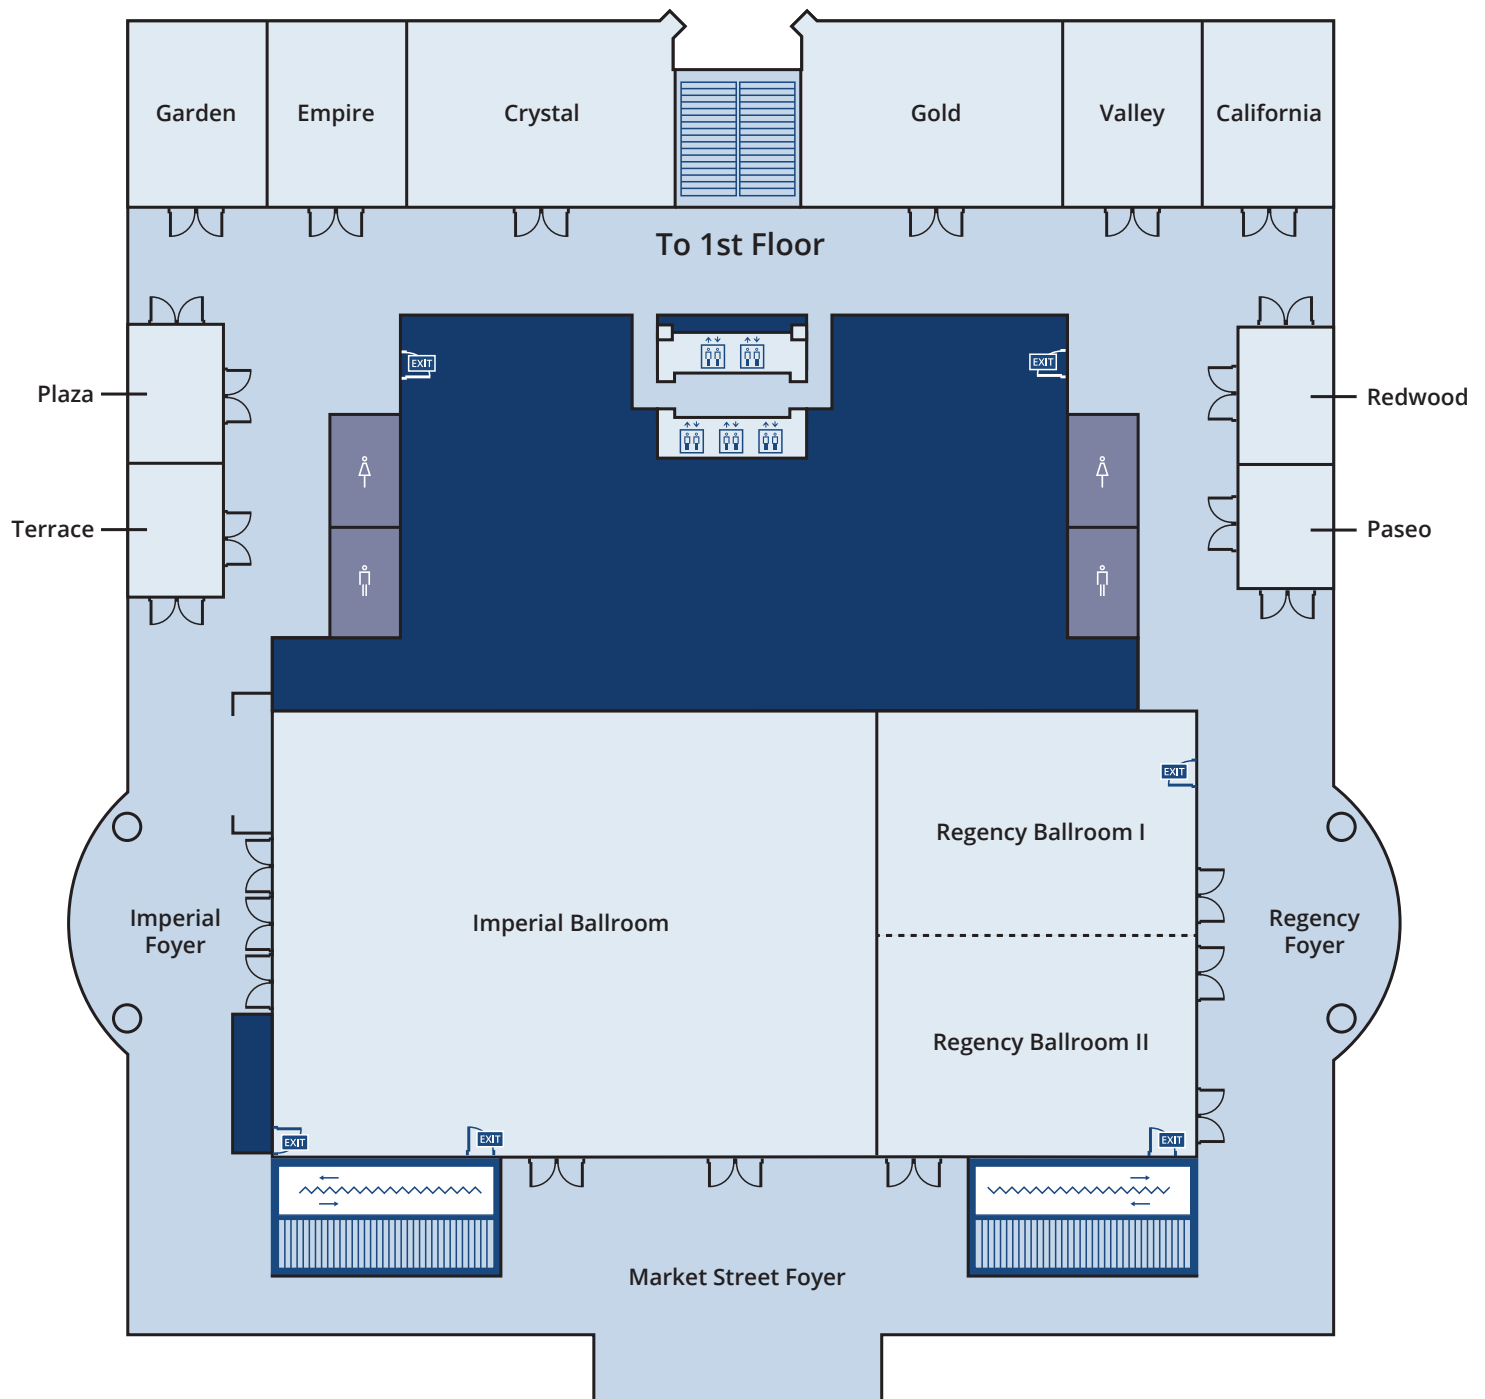 Garden
Empire
Crystal
Gold
Valley
California
To 1st Floor
EXIT
EXIT
Plaza
Redwood
Terrace
Paseo
EXIT
Regency Ballroom I
Imperial
Foyer
Imperial Ballroom
Regency
Foyer
Regency Ballroom II
EXIT
EXIT
EXIT
Market Street Foyer